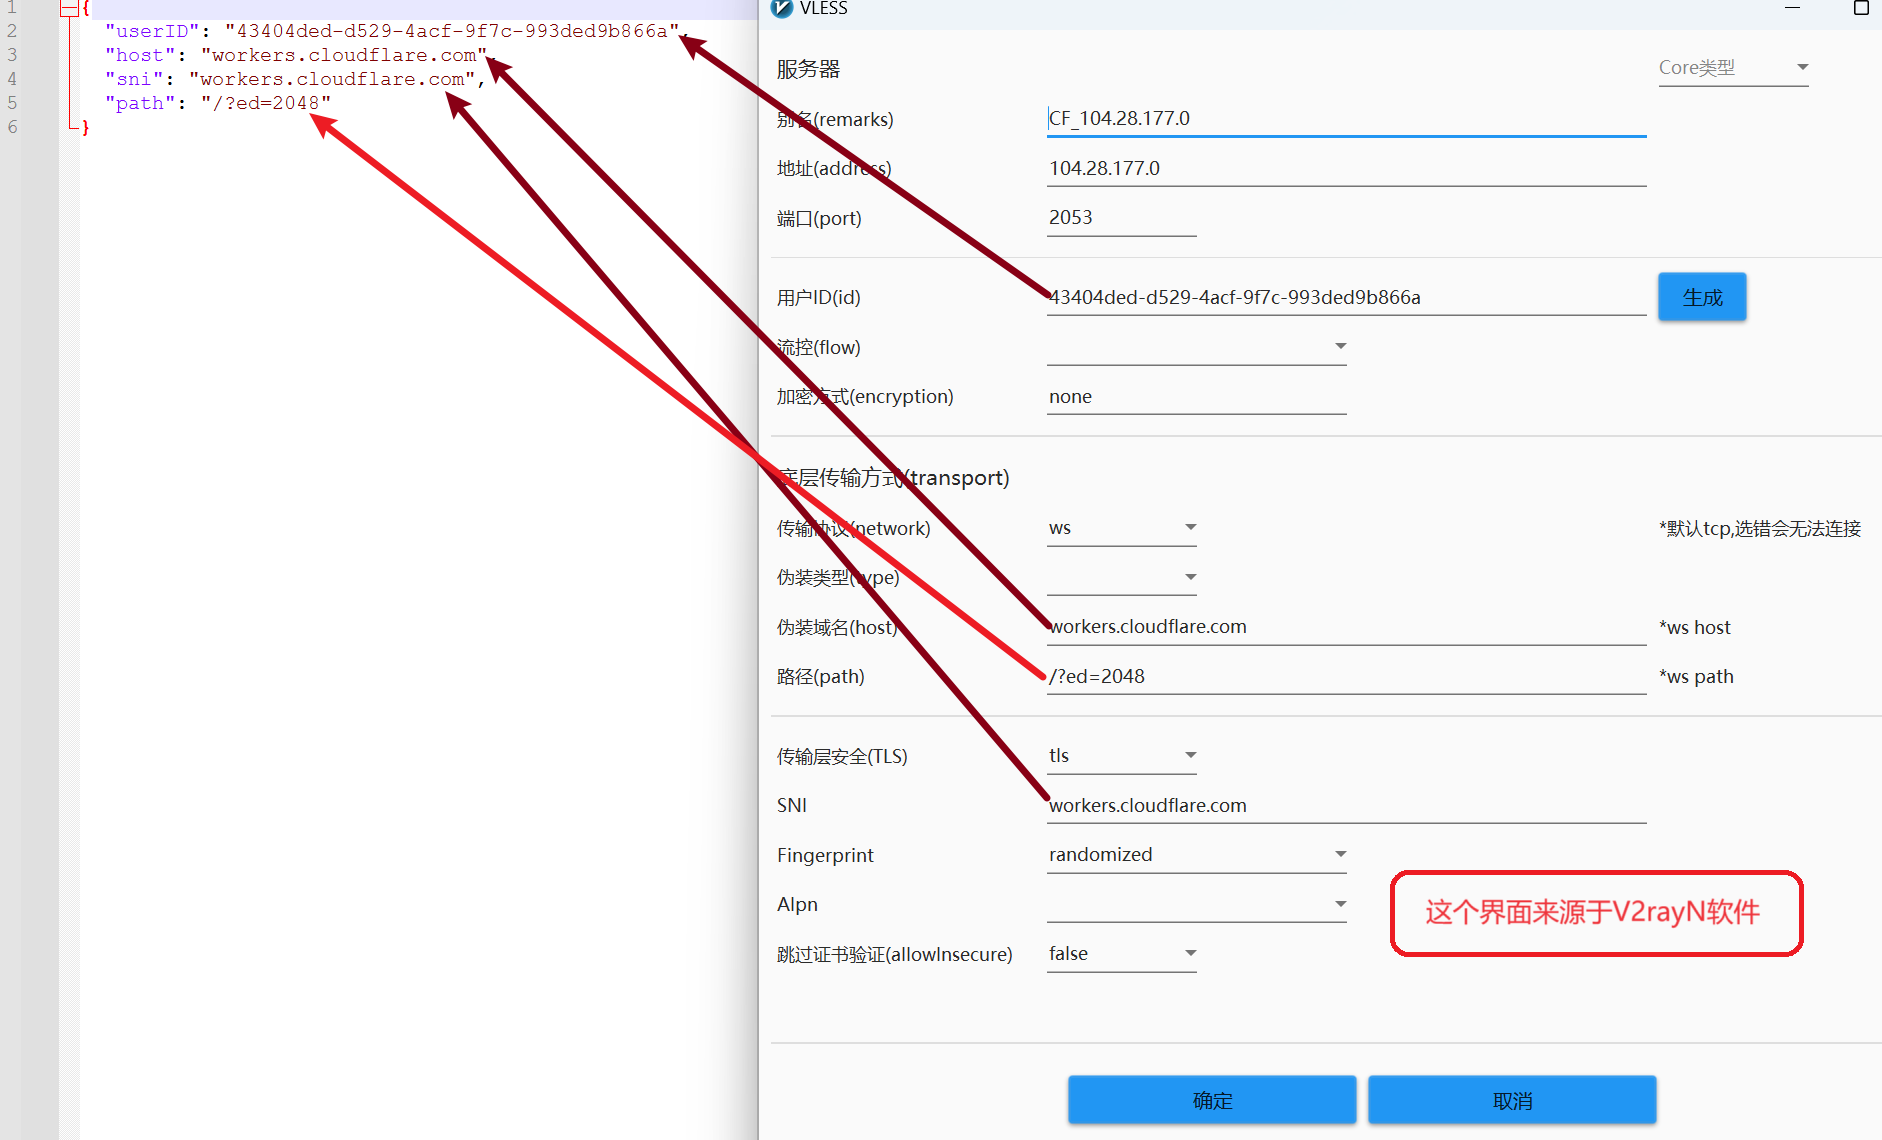 1 {
2 "userID": "43404ded-d529-4acf-9f7c-993ded9b866a",
3 "host": "workers.cloudflare.com",
4 "sni": "workers.cloudflare.com",
5 "path": "/?ed=2048"
6 }
VLESS
服务器
Core类型
别名(remarks) CF_104.28.177.0
地址(address) 104.28.177.0
端口(port) 2053
用户ID(id) 43404ded-d529-4acf-9f7c-993ded9b866a 生成
流控(flow)
加密方式(encryption) none
底层传输方式(transport)
传输协议(network) ws *默认tcp,选错会无法连接
伪装类型(type)
伪装域名(host) workers.cloudflare.com *ws host
路径(path) /?ed=2048 *ws path
传输层安全(TLS) tls
SNI workers.cloudflare.com
Fingerprint randomized
Alpn
跳过证书验证(allowInsecure) false
这个界面来源于V2rayN软件
确定 取消